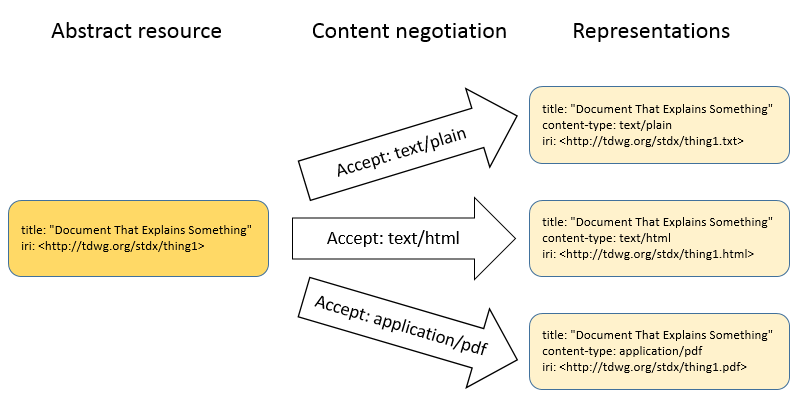 Abstract resource
Content negotiation
Representations
title: "Document That Explains Something"
iri: <http://tdwg.org/stdx/thing1>
Accept: text/plain
Accept: text/html
Accept: application/pdf
title: "Document That Explains Something"
content-type: text/plain
iri: <http://tdwg.org/stdx/thing1.txt>
title: "Document That Explains Something"
content-type: text/html
iri: <http://tdwg.org/stdx/thing1.html>
title: "Document That Explains Something"
content-type: application/pdf
iri: <http://tdwg.org/stdx/thing1.pdf>